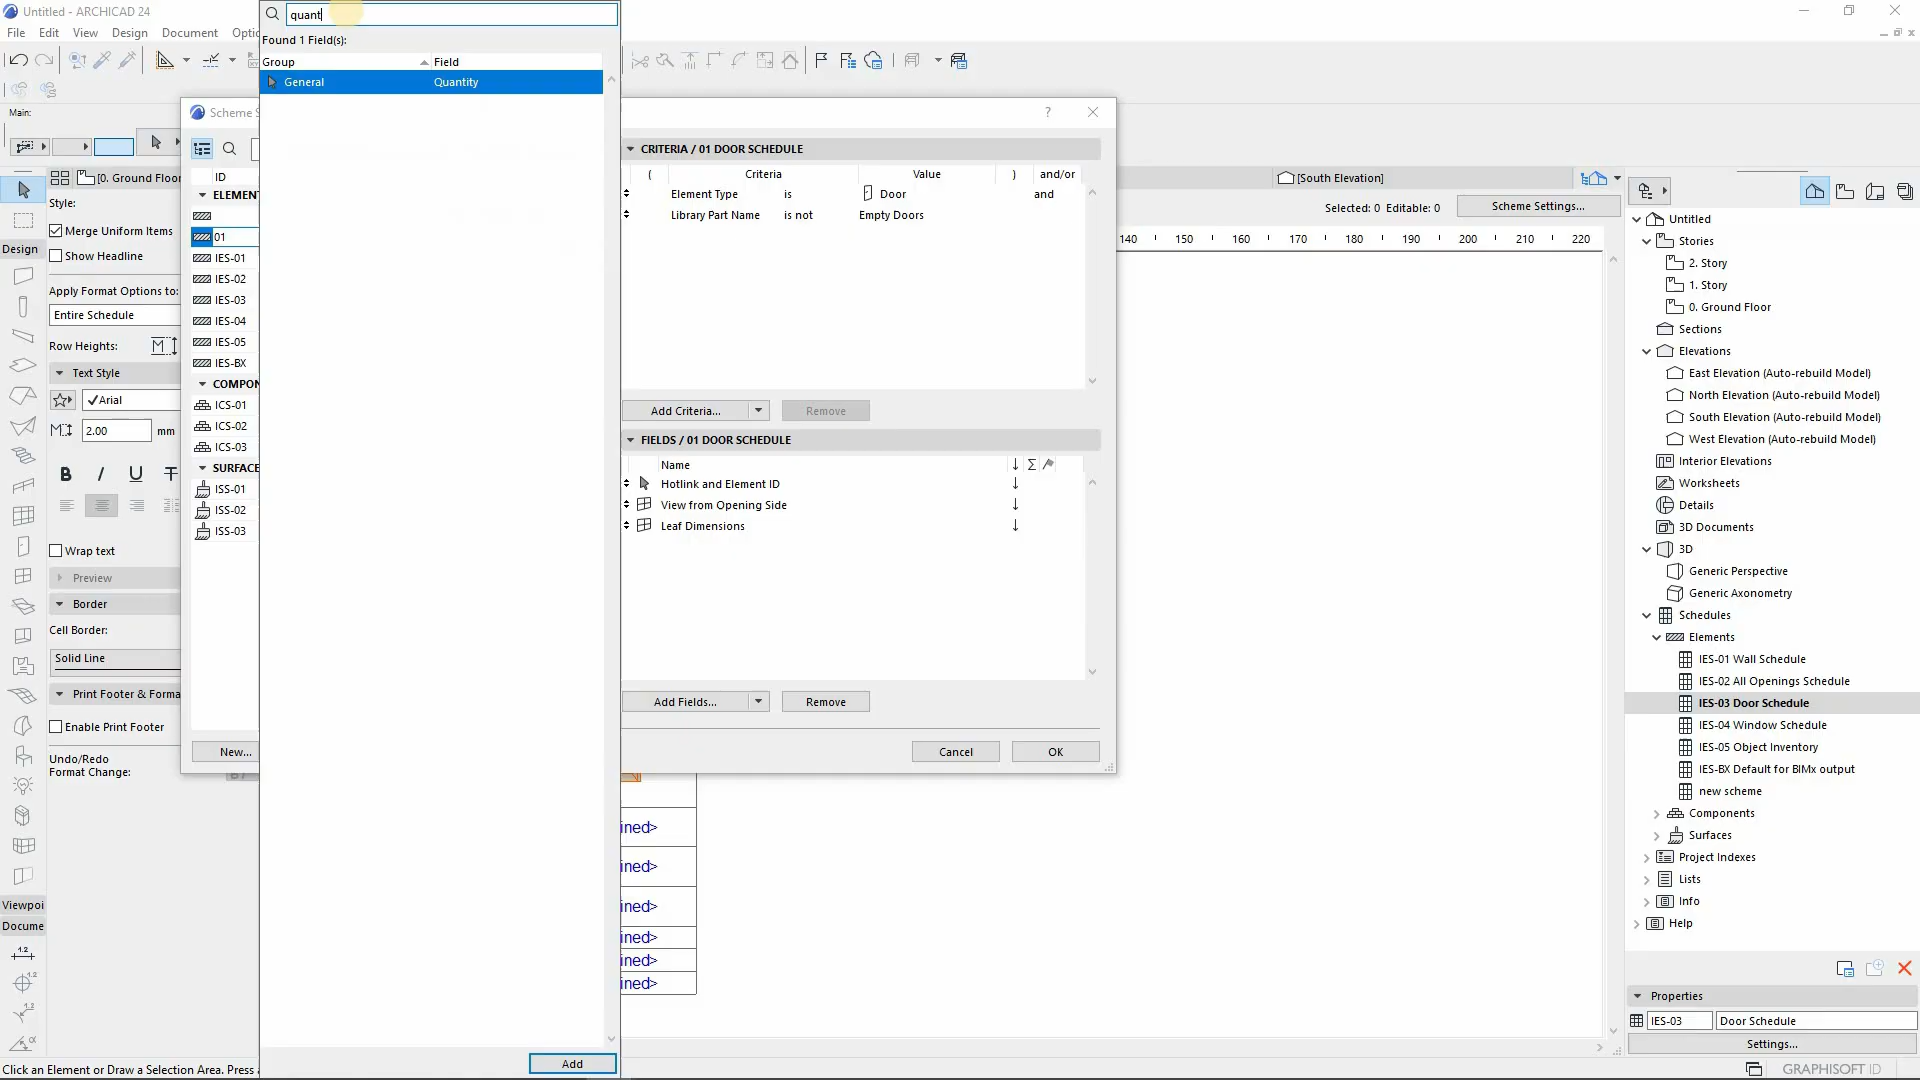 Untitled - ARCHICAD 24
File Edit View Design Document
quant
Found 1 Field(s):
Group Field
General Quantity
Main:
Scheme S
?
CRITERIA / 01 DOOR SCHEDULE
( Criteria Value ) and/or
Element Type is Door and
Library Part Name is not Empty Doors
Add Criteria... Remove
FIELDS / 01 DOOR SCHEDULE
Name
Hotlink and Element ID
View from Opening Side
Leaf Dimensions
Add Fields... Remove
New... Cancel OK
Add
ID
ELEMENT
01
IES-01
IES-02
IES-03
IES-04
IES-05
IES-BX
COMPON
ICS-01
ICS-02
ICS-03
SURFACE
ISS-01
ISS-02
ISS-03
[0. Ground Floor
Style:
Merge Uniform Items
Design
Show Headline
Apply Format Options to:
Entire Schedule
Row Heights:
Text Style
Arial
2.00 mm
B I U T
Wrap text
Preview
Border
Cell Border:
Solid Line
Print Footer & Forma
Enable Print Footer
Undo/Redo
Format Change:
Viewpoi
Docume
Click an Element or Draw a Selection Area. Press
ined>
ined>
ined>
ined>
ined>
ined>
[South Elevation]
Selected: 0 Editable: 0 Scheme Settings...
140 150 160 170 180 190 200 210 220
Untitled
Stories
2. Story
1. Story
0. Ground Floor
Sections
Elevations
East Elevation (Auto-rebuild Model)
North Elevation (Auto-rebuild Model)
South Elevation (Auto-rebuild Model)
West Elevation (Auto-rebuild Model)
Interior Elevations
Worksheets
Details
3D Documents
3D
Generic Perspective
Generic Axonometry
Schedules
Elements
IES-01 Wall Schedule
IES-02 All Openings Schedule
IES-03 Door Schedule
IES-04 Window Schedule
IES-05 Object Inventory
IES-BX Default for BIMx output
new scheme
Components
Surfaces
Project Indexes
Lists
Info
Help
Properties
IES-03 Door Schedule
Settings...
GRAPHISOFT ID